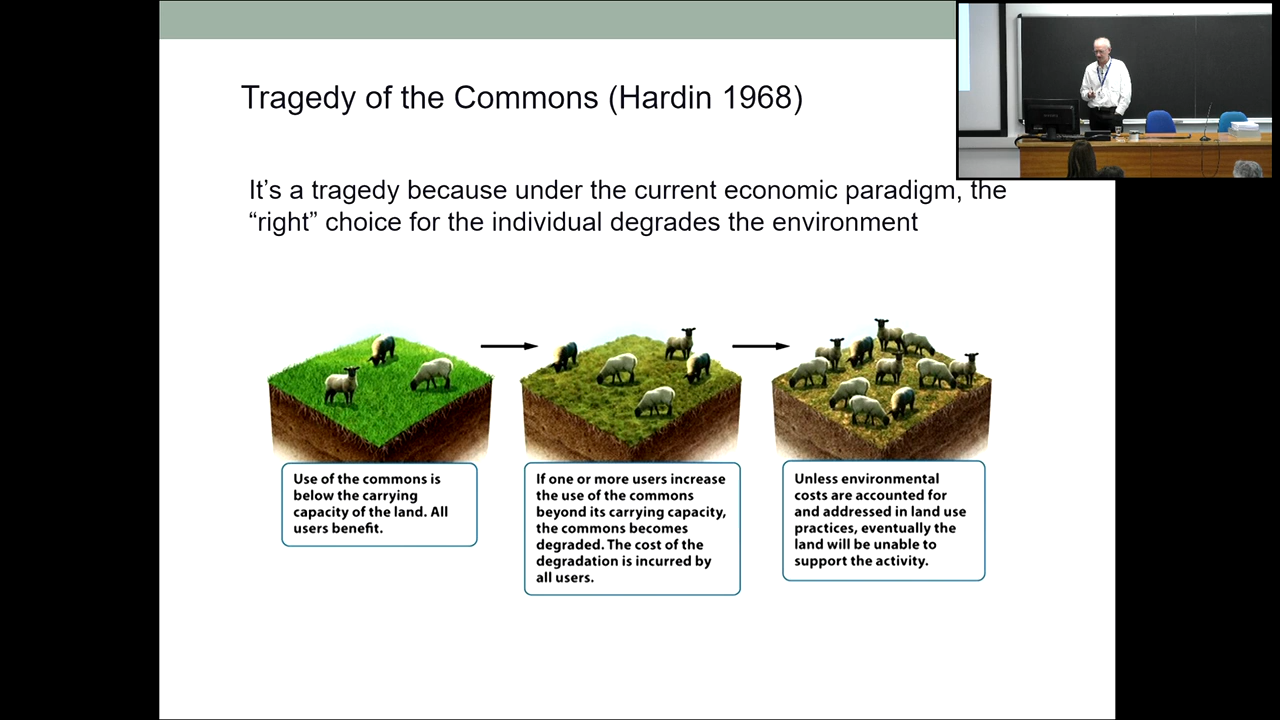 Tragedy of the Commons (Hardin 1968)
It's a tragedy because under the current economic paradigm, the
“right” choice for the individual degrades the environment
Use of the commons is
below the carrying
capacity of the land. All
users benefit.
If one or more users increase
the use of the commons
beyond its carrying capacity,
the commons becomes
degraded. The cost of the
degradation is incurred by
all users.
Unless environmental
costs are accounted for
and addressed in land use
practices, eventually the
land will be unable to
support the activity.